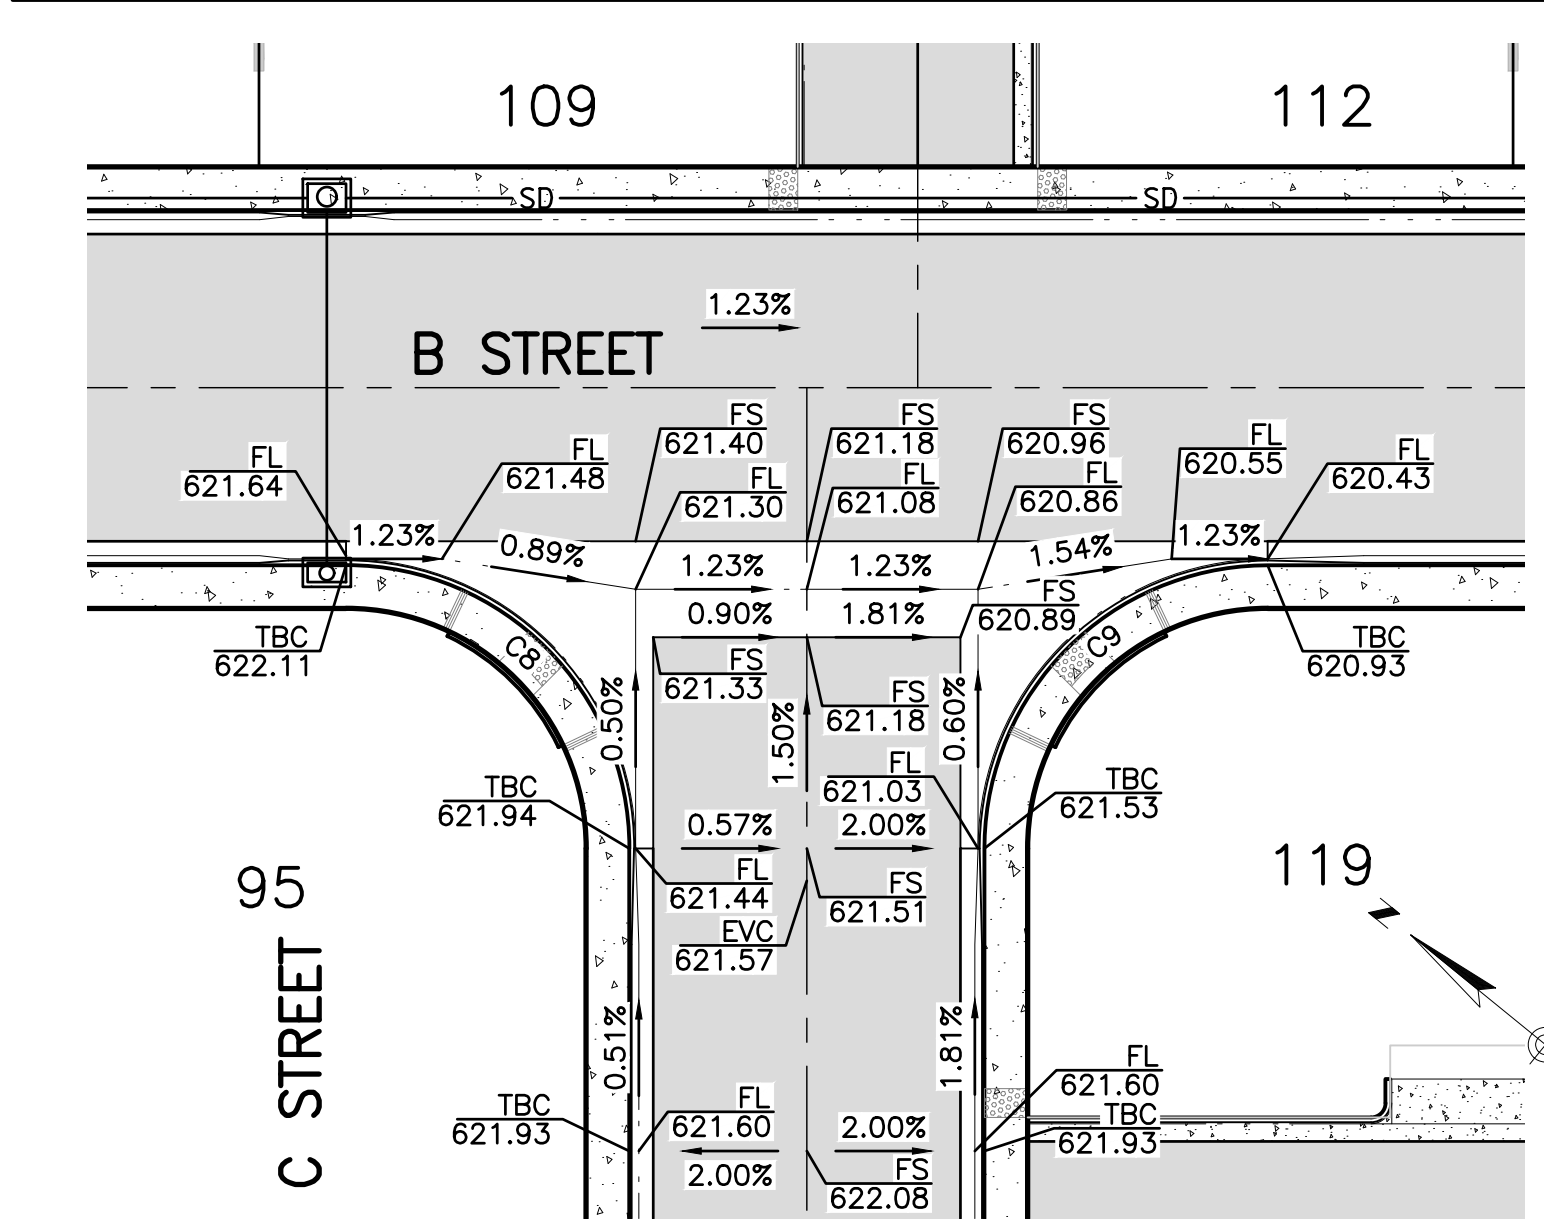 109
112
SD
SD
1.23%
B STREET
FS
621.40
FS
621.18
FS
620.96
FL
620.55
FL
620.43
FL
621.64
FL
621.48
FL
621.30
FL
621.08
FL
620.86
1.23%
0.89%
1.23%
1.23%
1.54%
1.23%
0.90%
1.81%
FS
620.89
TBC
622.11
C8
C9
TBC
620.93
FS
621.33
FS
621.18
0.50%
1.50%
0.60%
FL
621.03
TBC
621.94
TBC
621.53
0.57%
2.00%
95
119
FL
621.44
FS
621.51
EVC
621.57
N
C STREET
0.51%
1.81%
FL
621.60
TBC
621.93
TBC
621.93
FL
621.60
2.00%
2.00%
FS
622.08